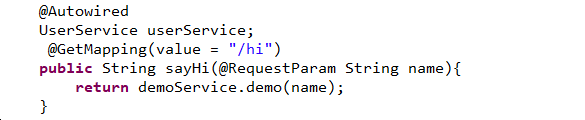 @Autowired
UserService userService;
@GetMapping(value = "/hi")
public String sayHi(@RequestParam String name){
return demoService.demo(name);
}